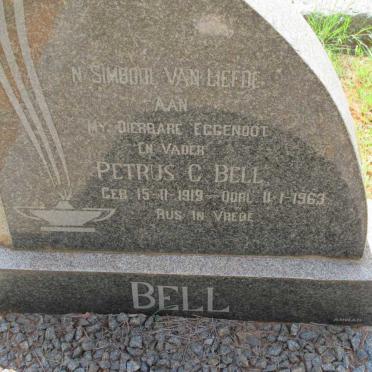 'N SIMBOOL VAN LIEFDE
AAN
MY DIERBARE EGGENOOT
EN VADER
PETRUS C. BELL
GEB. 15-11-1919 — OORL. 11-1-1963
RUS IN VREDE
BELL